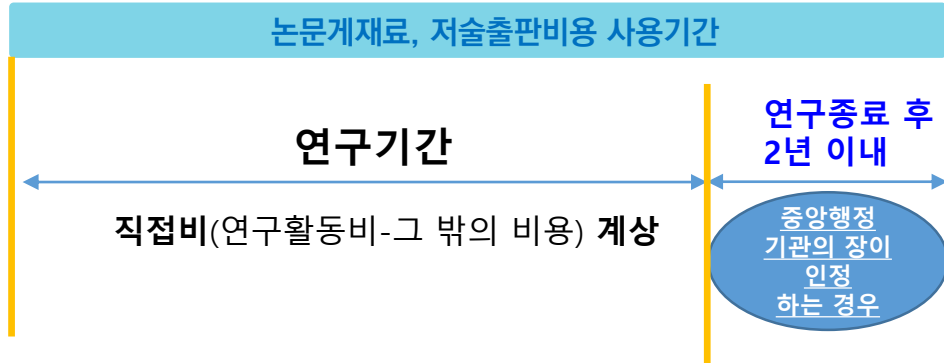 논문게재료, 저술출판비용 사용기간
연구기간
연구종료 후
2년 이내
직접비(연구활동비-그 밖의 비용) 계상
중앙행정
기관의 장이
인정
하는 경우